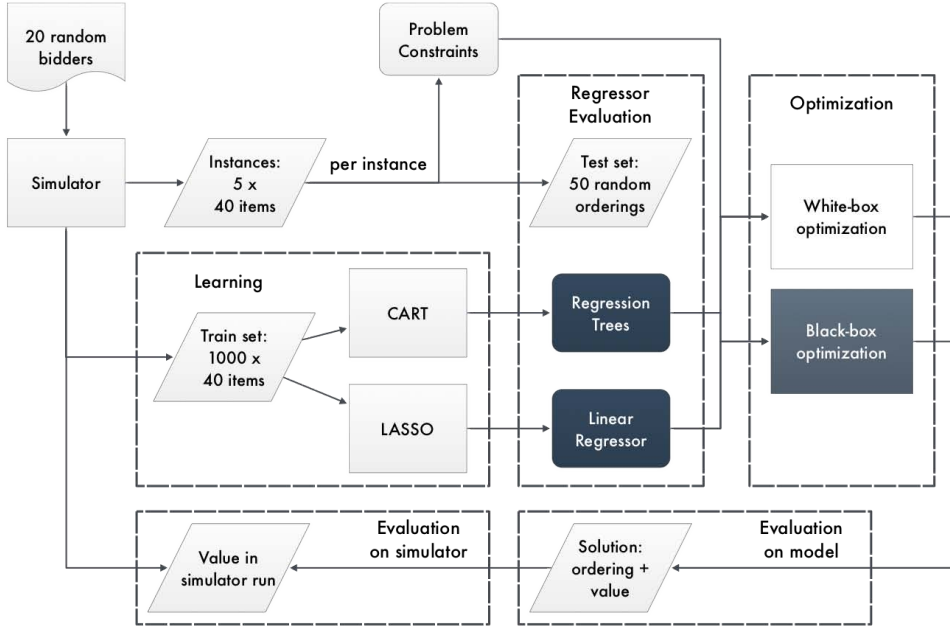 20 random
bidders
Problem
Constraints
Regressor
Evaluation
Optimization
Simulator
Instances:
5 x
40 items
per instance
Test set:
50 random
orderings
White-box
optimization
Learning
Train set:
1000 x
40 items
CART
Regression
Trees
Black-box
optimization
LASSO
Linear
Regressor
Evaluation
on simulator
Value in
simulator run
Evaluation
on model
Solution:
ordering +
value